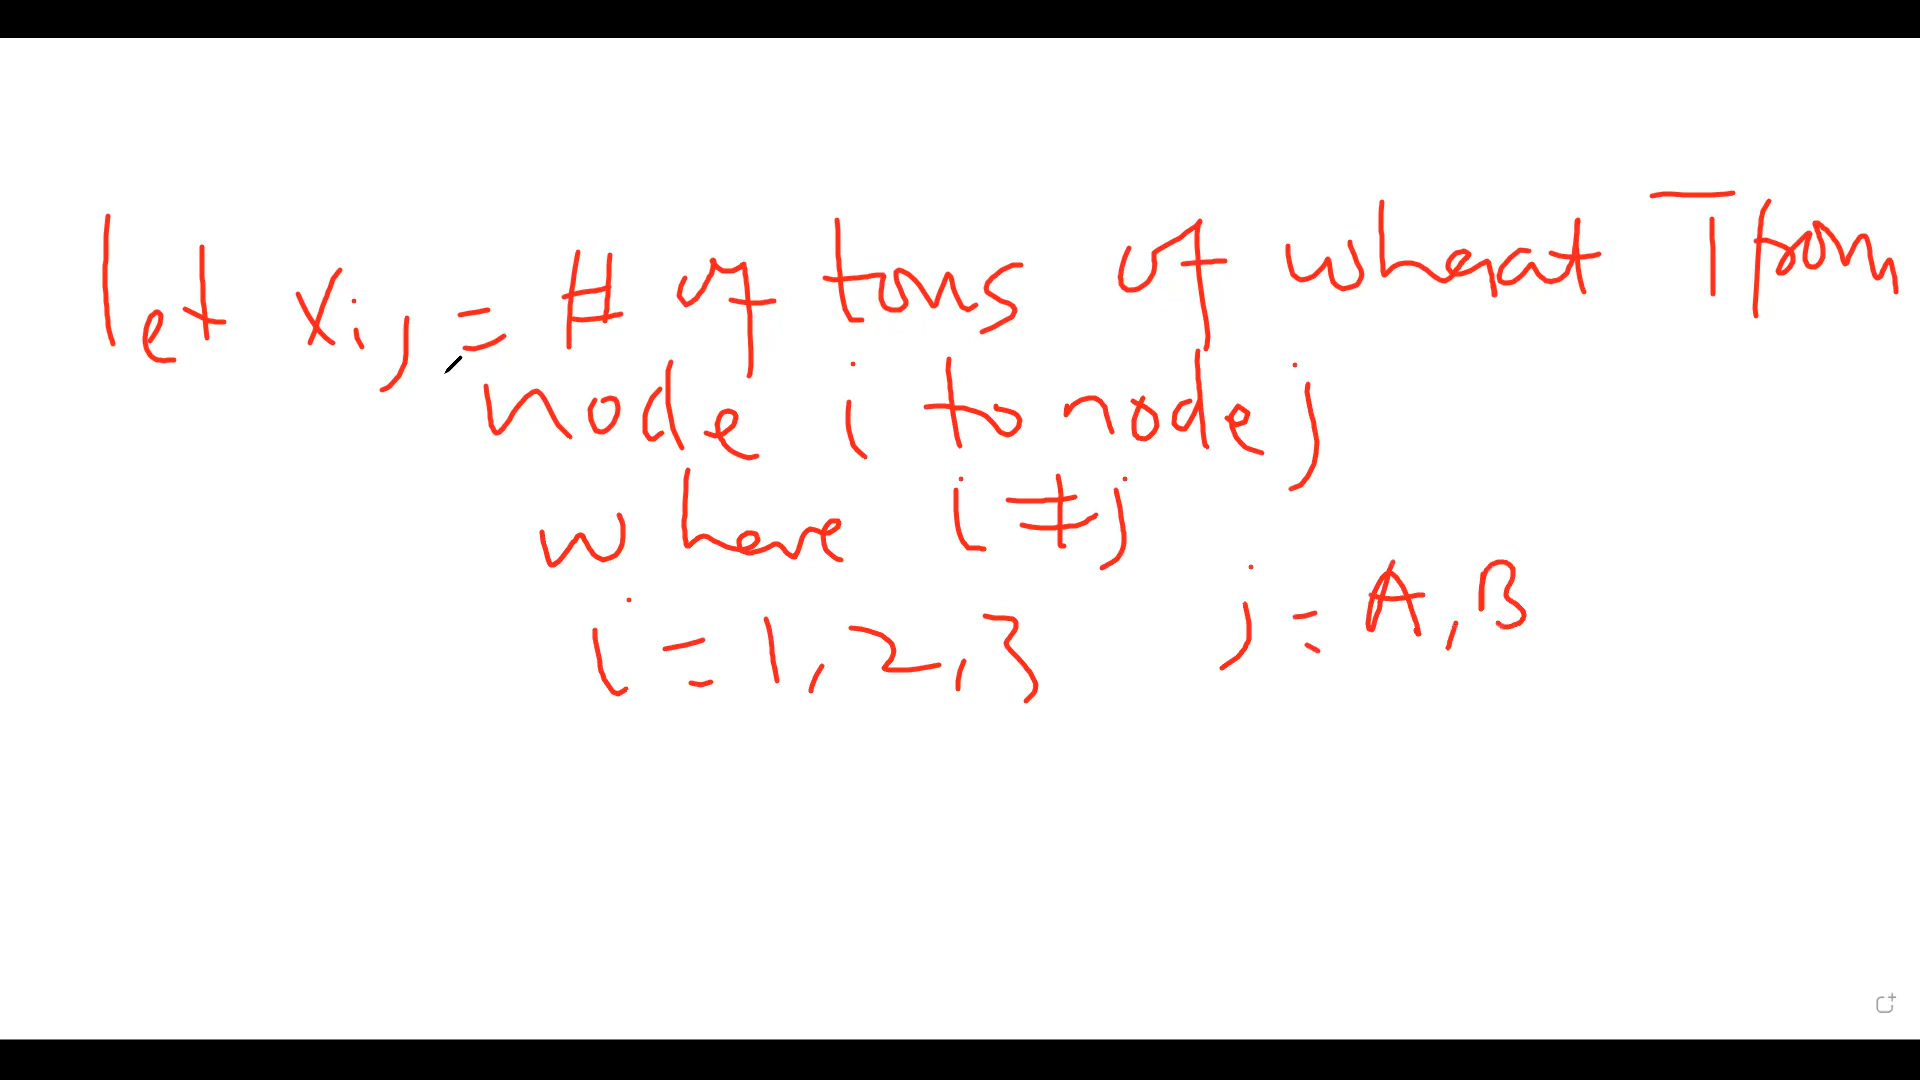 let xij = # of tons of wheat T from
node i to node j
where i ≠ j
i = 1, 2, 3 j = A, B